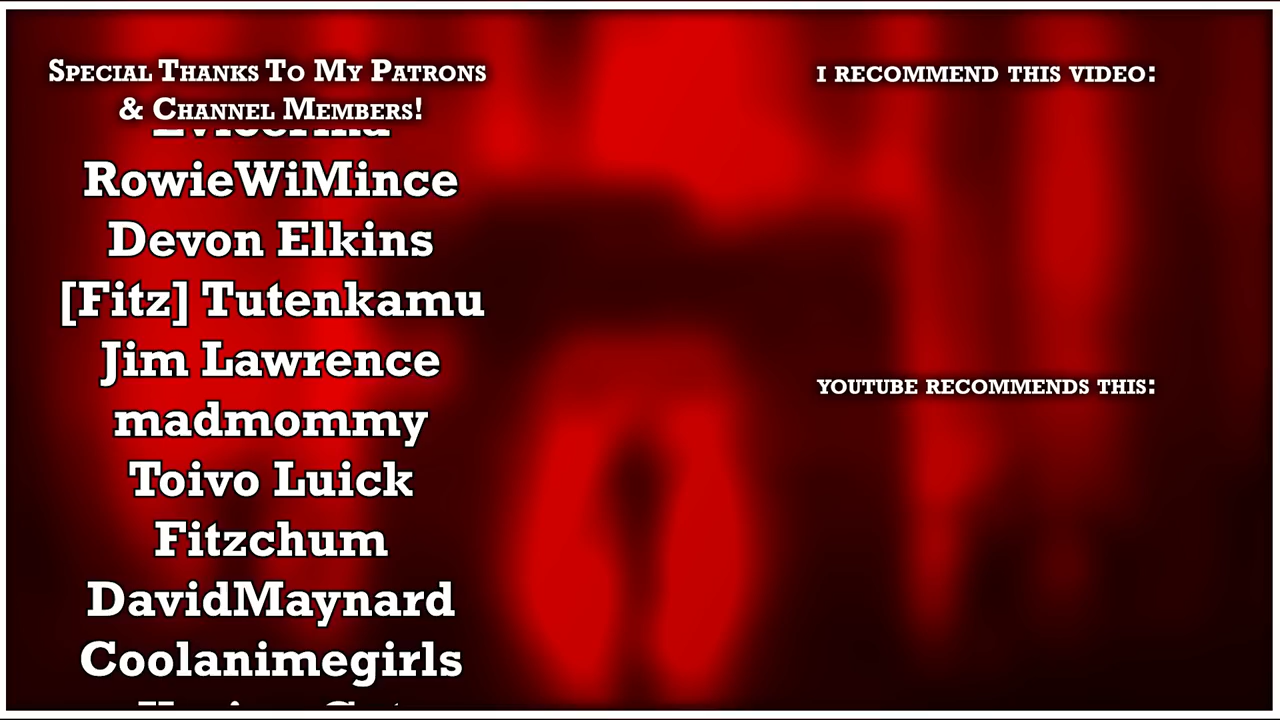 Special Thanks To My Patrons
& Channel Members!
RowieWiMince
Devon Elkins
[Fitz] Tutenkamu
Jim Lawrence
madmommy
Toivo Luick
Fitzchum
DavidMaynard
Coolanimegirls
I RECOMMEND THIS VIDEO:
YOUTUBE RECOMMENDS THIS: